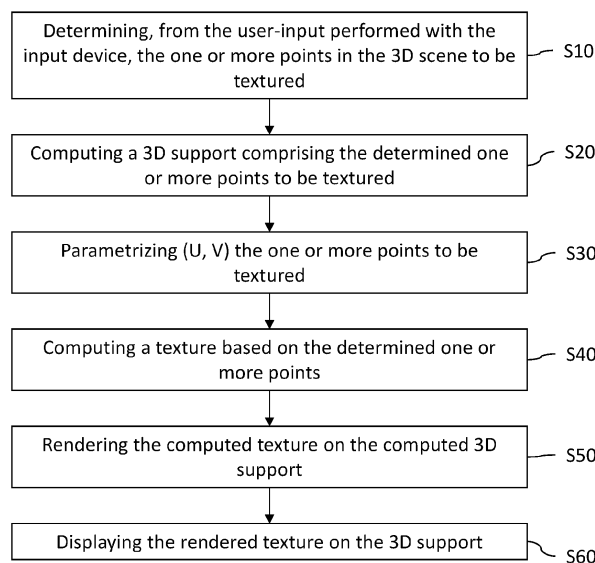 Determining, from the user-input performed with the
input device, the one or more points in the 3D scene to be
textured
S10
Computing a 3D support comprising the determined one
or more points to be textured
S20
Parametrizing (U, V) the one or more points to be
textured
S30
Computing a texture based on the determined one or
more points
S40
Rendering the computed texture on the computed 3D
support
S50
Displaying the rendered texture on the 3D support
S60